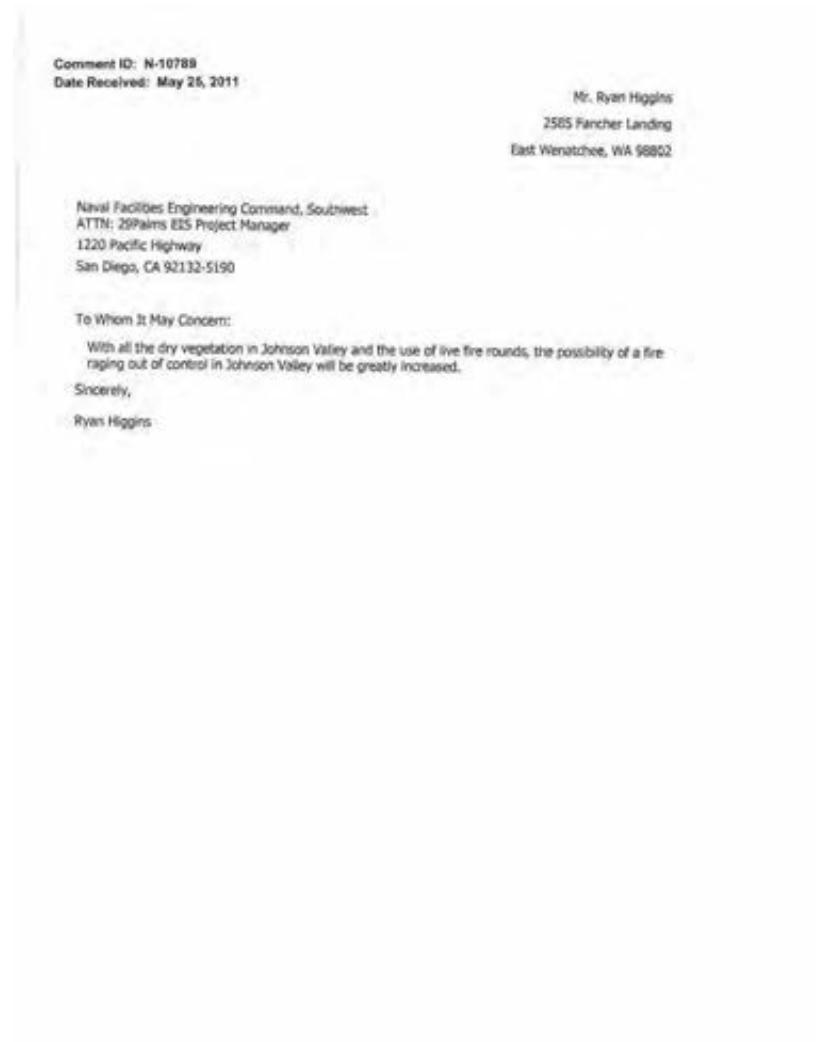 Comment ID: N-10789
Date Received: May 25, 2011
Mr. Ryan Higgins
2585 Fancher Landing
East Wenatchee, WA 98802
Naval Facilities Engineering Command, Southwest
ATTN: 29Palms EIS Project Manager
1220 Pacific Highway
San Diego, CA 92132-5190
To Whom It May Concern:
With all the dry vegetation in Johnson Valley and the use of live fire rounds, the possibility of a fire
raging out of control in Johnson Valley will be greatly increased.
Sincerely,
Ryan Higgins